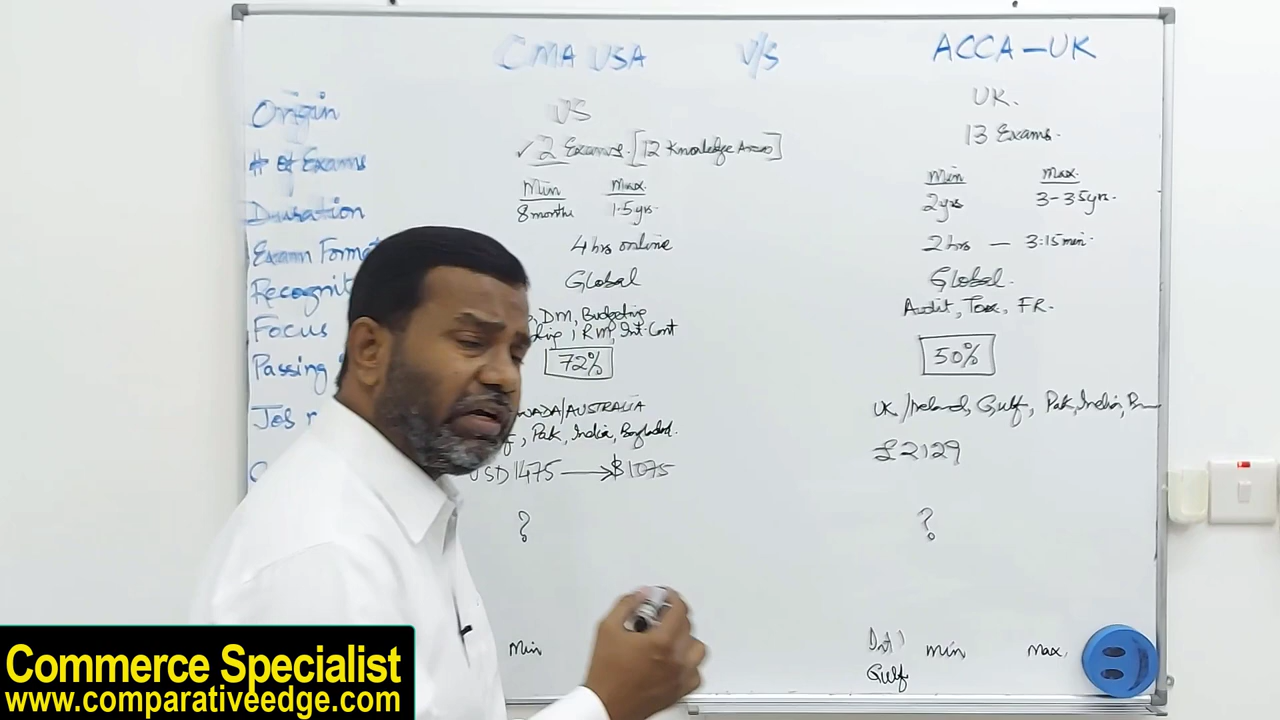 CMA USA V/S ACCA-UK
Origin US UK.
# of Exams ✓ 2 Exams. [12 Knowledge Areas] 13 Exams.
Min Max. Min Max.
Duration 8 months 1.5 yrs. 2 yrs 3-3.5 yrs.
Exam Format 4 hrs online 2 hrs - 3:15 min.
Recognit Global Global.
Focus , DM, Budgeting Audit, Tax, FR.
, RM, Int. Cont
Passing 72% 50%
Job ADA/AUSTRALIA UK/Ireland, Gulf, Pak, India,
, Pak, India, Bangladesh.
USD 1475 → $1075 £2129
? ?
Min Int'l Min Max.
Gulf
Commerce Specialist
www.comparativeedge.com